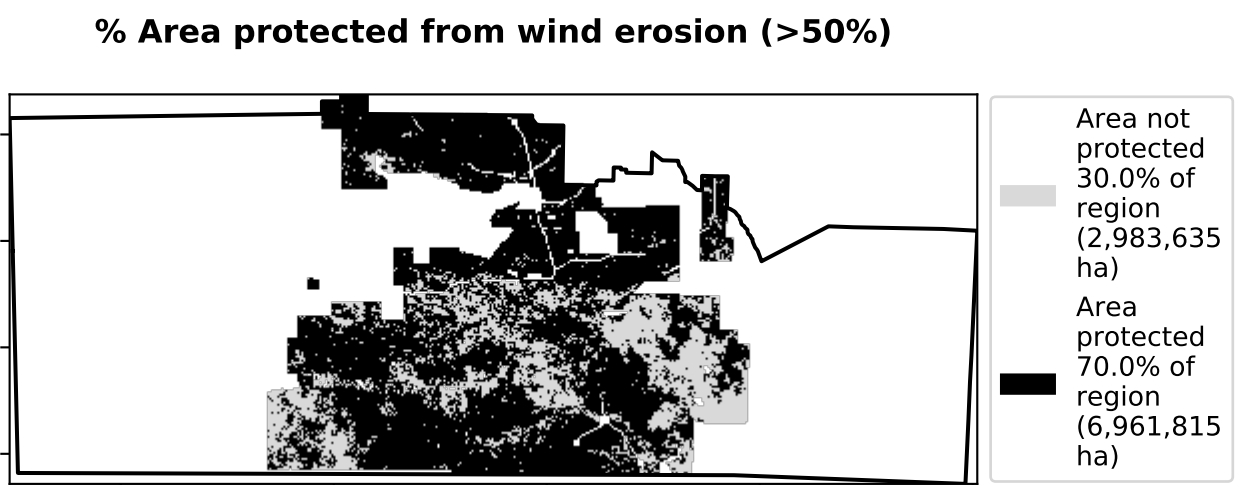 % Area protected from wind erosion (>50%)
Area not
protected
30.0% of
region
(2,983,635
ha)
Area
protected
70.0% of
region
(6,961,815
ha)